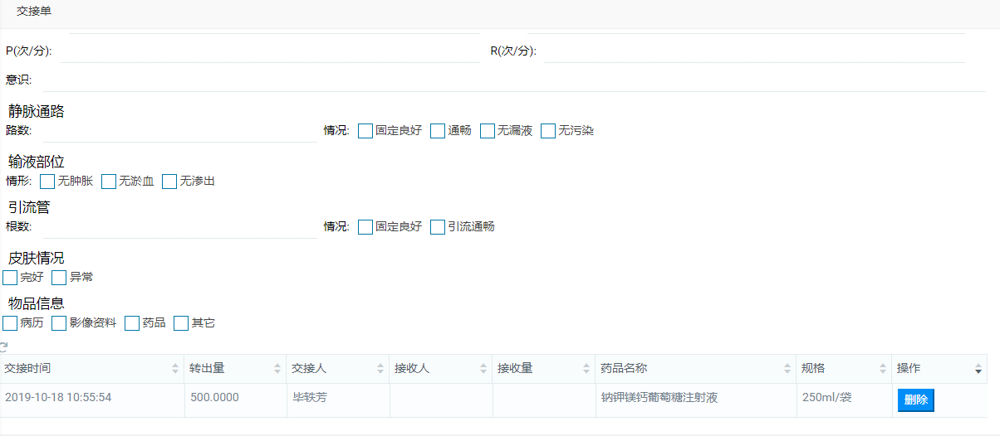 交接单
P(次/分): R(次/分):
意识:
静脉通路
路数: 情况: 固定良好 通畅 无漏液 无污染
输液部位
情形: 无肿胀 无淤血 无渗出
引流管
根数: 情况: 固定良好 引流通畅
皮肤情况
完好 异常
物品信息
病历 影像资料 药品 其它
交接时间 转出量 交接人 接收人 接收量 药品名称 规格 操作
2019-10-18 10:55:54 500.0000 毕轶芳 钠钾镁钙葡萄糖注射液 250ml/袋 删除